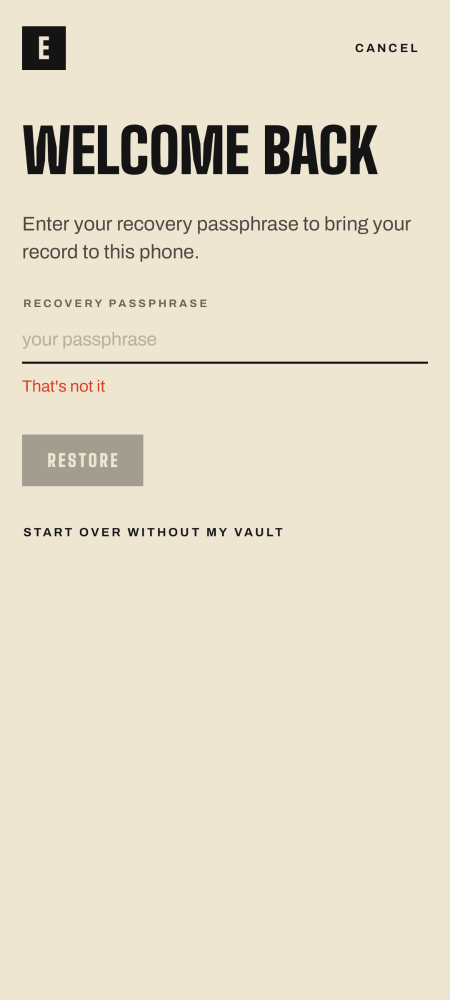 E
CANCEL
WELCOME BACK
Enter your recovery passphrase to bring your
record to this phone.
RECOVERY PASSPHRASE
your passphrase
That's not it
RESTORE
START OVER WITHOUT MY VAULT